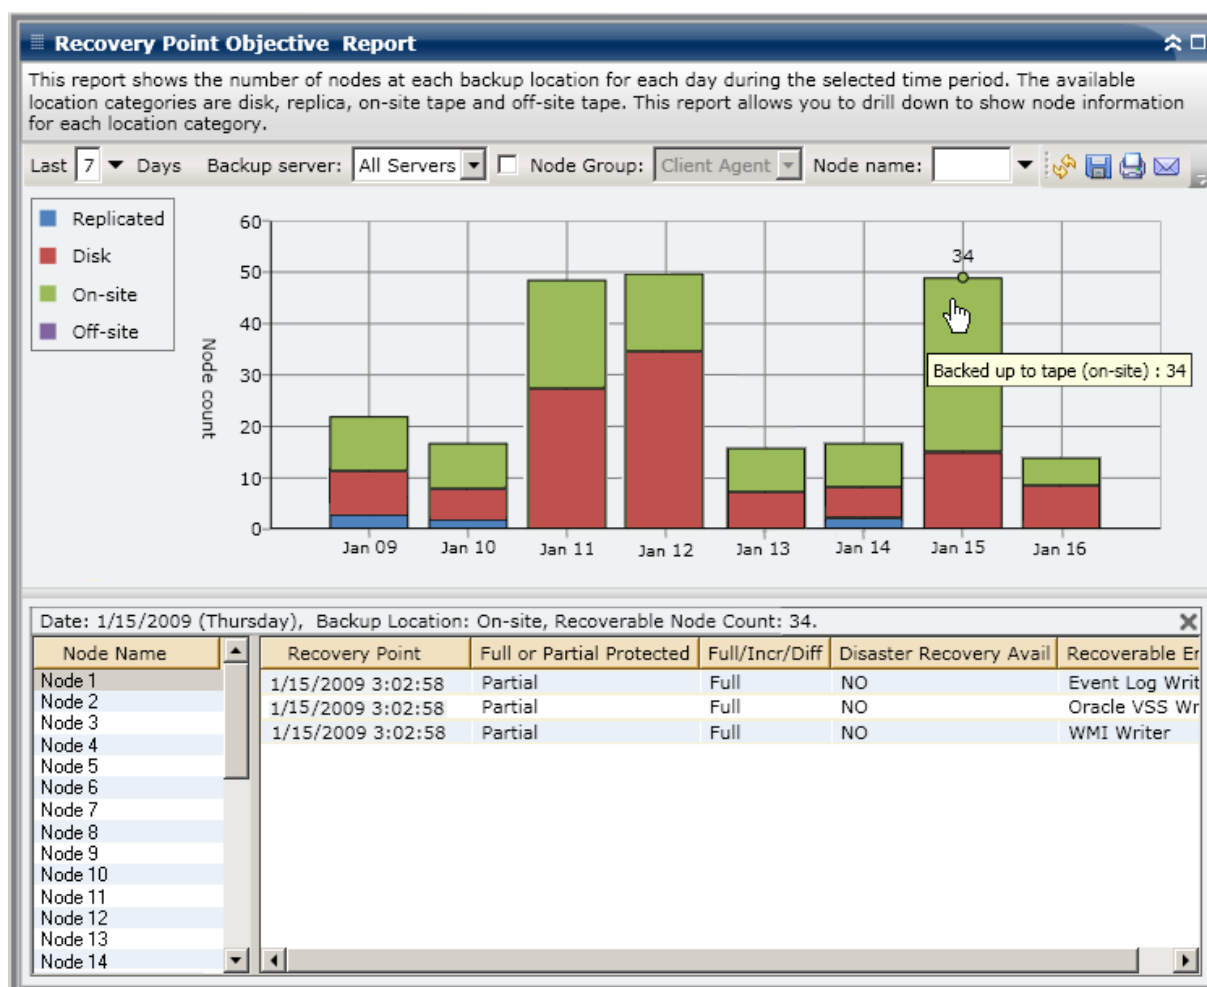 Recovery Point Objective  Report
This report shows the number of nodes at each backup location for each day during the selected time period. The available
location categories are disk, replica, on-site tape and off-site tape. This report allows you to drill down to show node information
for each location category.
Last 7 Days Backup server: All Servers Node Group: Client Agent Node name:
Replicated
Disk
On-site
Off-site
Node count
60
50
40
30
20
10
0
34
Backed up to tape (on-site) : 34
Jan 09 Jan 10 Jan 11 Jan 12 Jan 13 Jan 14 Jan 15 Jan 16
Date: 1/15/2009 (Thursday),  Backup Location: On-site, Recoverable Node Count: 34.
Node Name
Node 1
Node 2
Node 3
Node 4
Node 5
Node 6
Node 7
Node 8
Node 9
Node 10
Node 11
Node 12
Node 13
Node 14
Recovery Point Full or Partial Protected Full/Incr/Diff Disaster Recovery Avail Recoverable Er
1/15/2009 3:02:58 Partial Full NO Event Log Writ
1/15/2009 3:02:58 Partial Full NO Oracle VSS Wr
1/15/2009 3:02:58 Partial Full NO WMI Writer